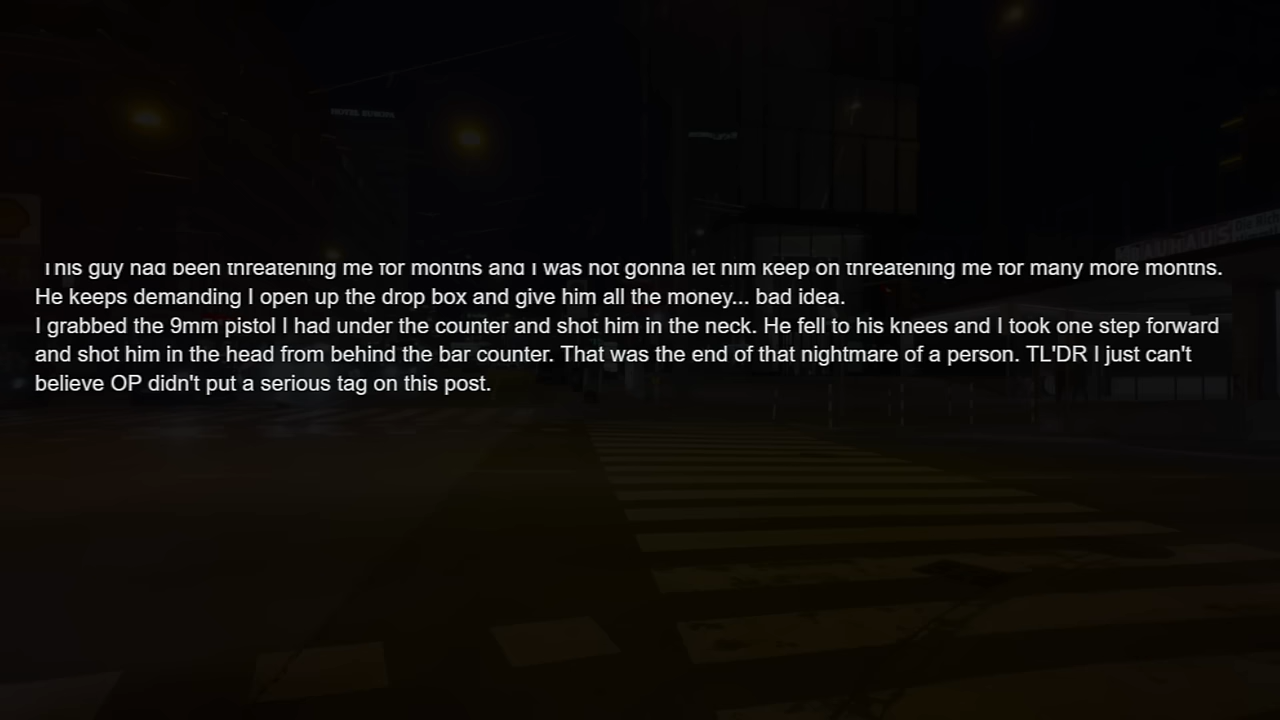 This guy had been threatening me for months and I was not gonna let him keep on threatening me for many more months.
He keeps demanding I open up the drop box and give him all the money... bad idea.
I grabbed the 9mm pistol I had under the counter and shot him in the neck. He fell to his knees and I took one step forward
and shot him in the head from behind the bar counter. That was the end of that nightmare of a person. TL'DR I just can't
believe OP didn't put a serious tag on this post.